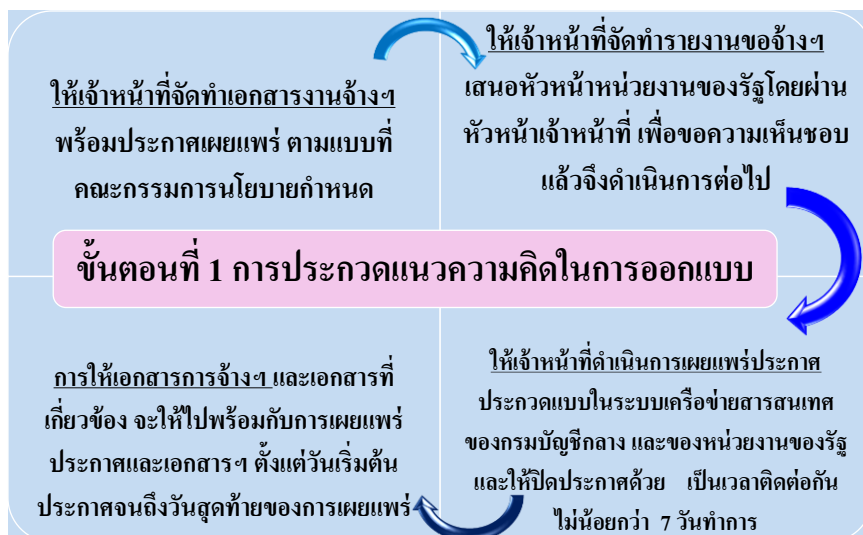 ให้เจ้าหน้าที่จัดทำเอกสารงานจ้างฯ
พร้อมประกาศเผยแพร่ ตามแบบที่
คณะกรรมการนโยบายกำหนด
ให้เจ้าหน้าที่จัดทำรายงานขอจ้างฯ
เสนอหัวหน้าหน่วยงานของรัฐโดยผ่าน
หัวหน้าเจ้าหน้าที่ เพื่อขอความเห็นชอบ
แล้วจึงดำเนินการต่อไป
ขั้นตอนที่ 1 การประกวดแนวความคิดในการออกแบบ
ให้เจ้าหน้าที่ดำเนินการเผยแพร่ประกาศ
ประกวดแบบในระบบเครือข่ายสารสนเทศ
ของกรมบัญชีกลาง และของหน่วยงานของรัฐ
และให้ปิดประกาศด้วย เป็นเวลาติดต่อกัน
ไม่น้อยกว่า 7 วันทำการ
การให้เอกสารการจ้างฯ และเอกสารที่
เกี่ยวข้อง จะให้ไปพร้อมกับการเผยแพร่
ประกาศและเอกสารฯ ตั้งแต่วันเริ่มต้น
ประกาศจนถึงวันสุดท้ายของการเผยแพร่